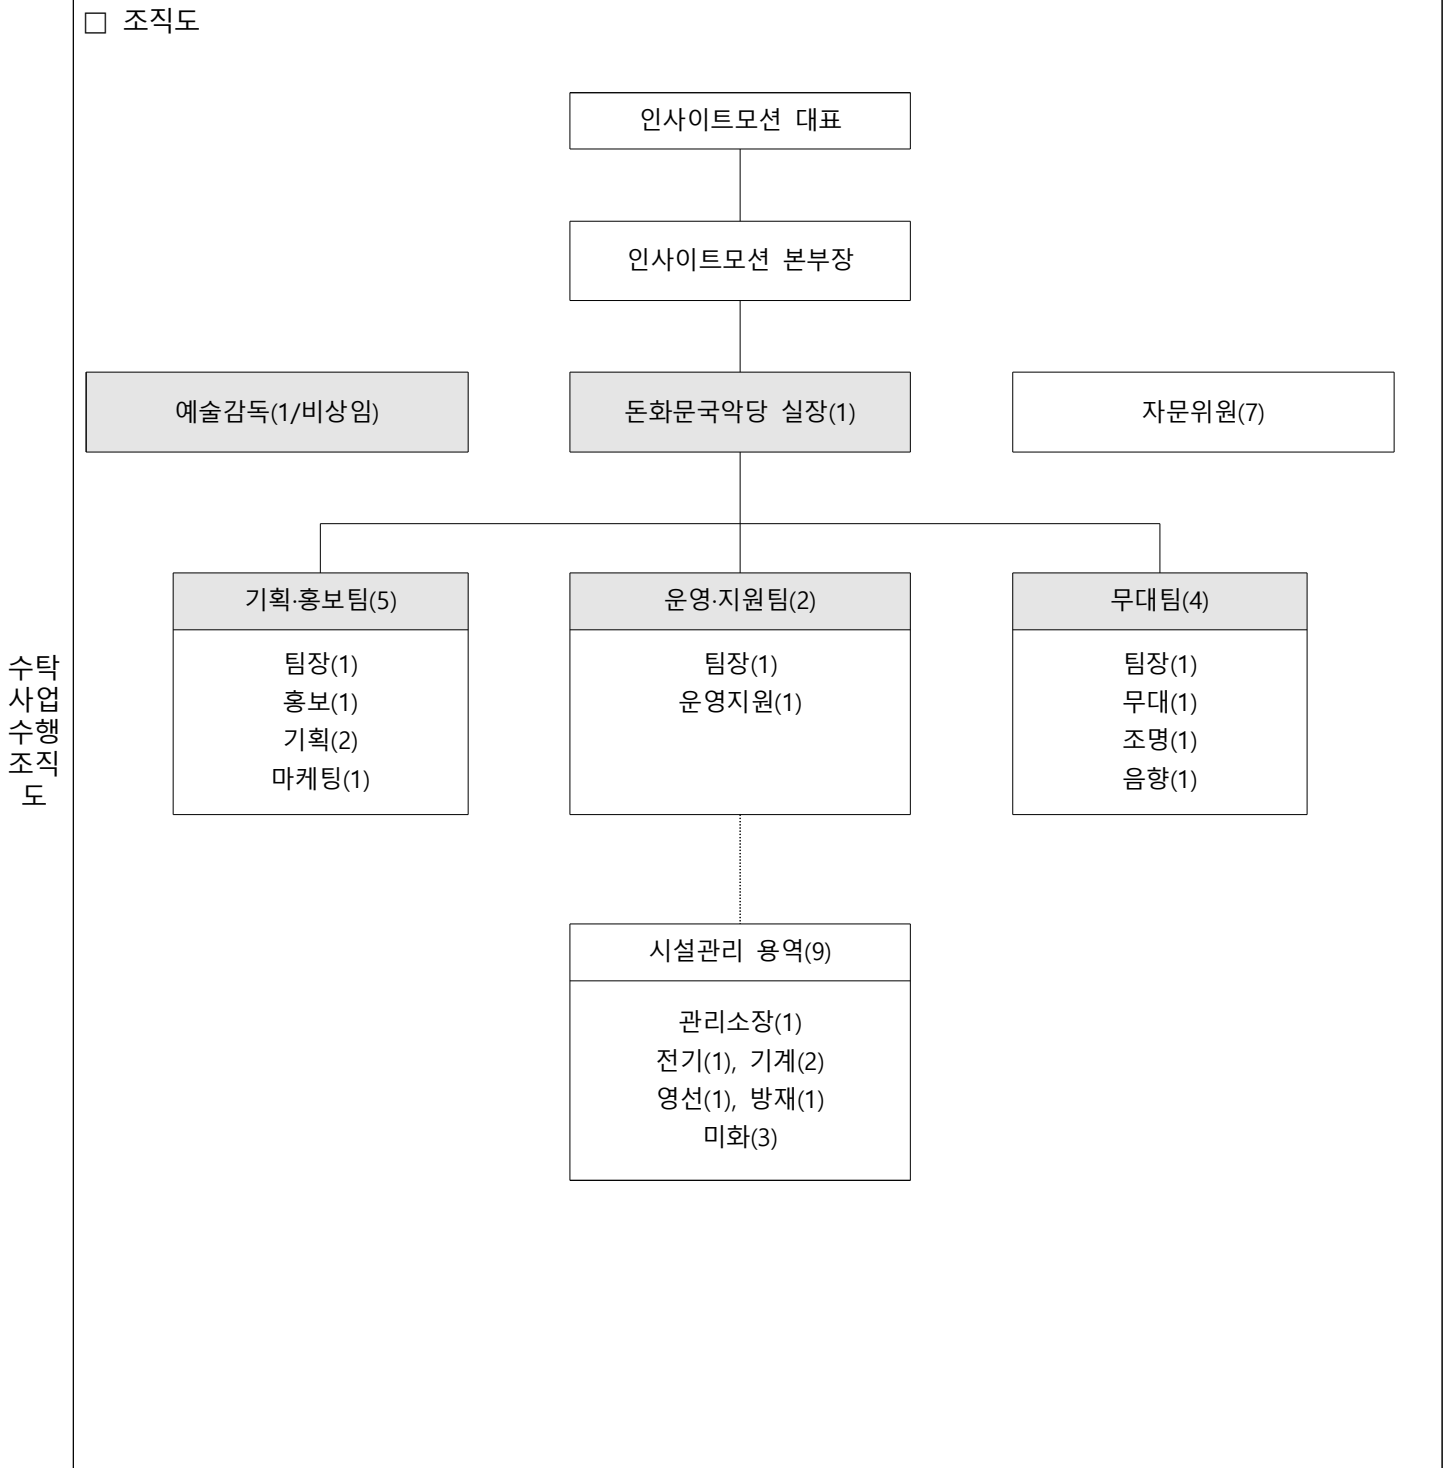 □ 조직도
인사이트모션 대표
인사이트모션 본부장
예술감독(1/비상임)
돈화문국악당 실장(1)
자문위원(7)
기획·홍보팀(5)
팀장(1)
홍보(1)
기획(2)
마케팅(1)
운영·지원팀(2)
팀장(1)
운영지원(1)
무대팀(4)
팀장(1)
무대(1)
조명(1)
음향(1)
수탁
사업
수행
조직
도
시설관리 용역(9)
관리소장(1)
전기(1), 기계(2)
영선(1), 방재(1)
미화(3)